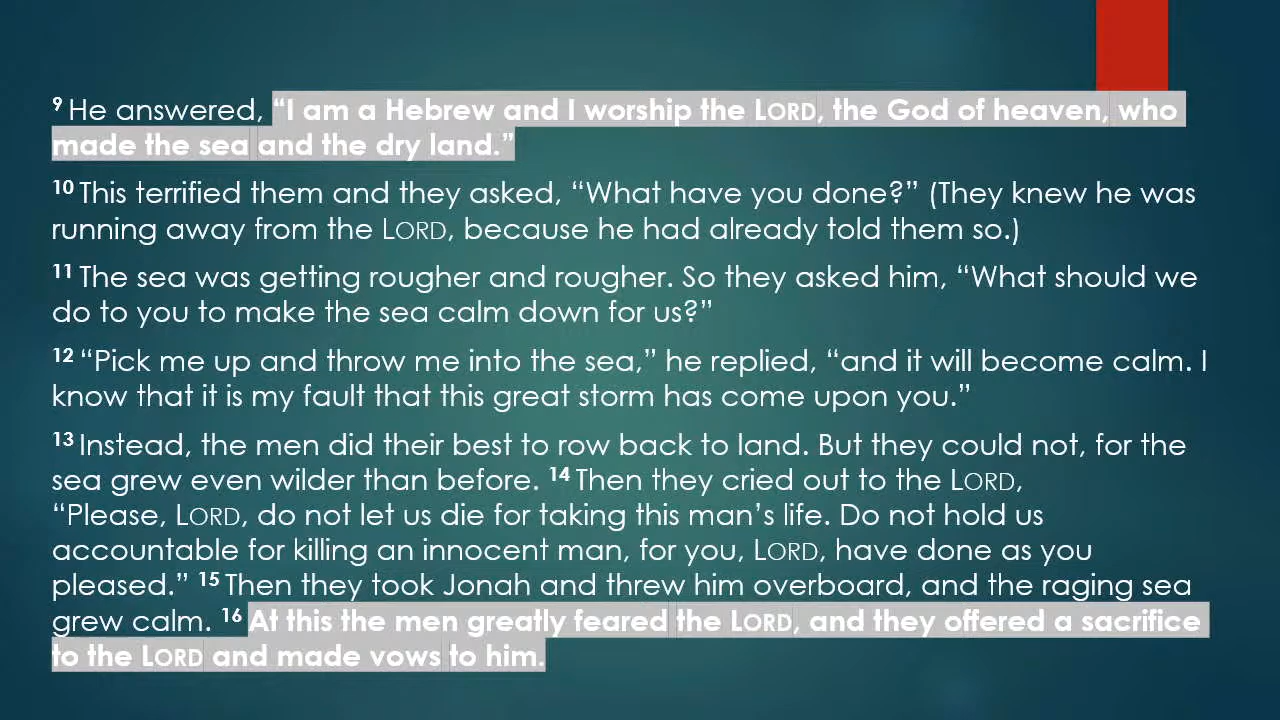 9 He answered, “I am a Hebrew and I worship the LORD, the God of heaven, who
made the sea and the dry land.”
10 This terrified them and they asked, “What have you done?” (They knew he was
running away from the LORD, because he had already told them so.)
11 The sea was getting rougher and rougher. So they asked him, “What should we
do to you to make the sea calm down for us?”
12 “Pick me up and throw me into the sea,” he replied, “and it will become calm. I
know that it is my fault that this great storm has come upon you.”
13 Instead, the men did their best to row back to land. But they could not, for the
sea grew even wilder than before. 14 Then they cried out to the LORD,
“Please, LORD, do not let us die for taking this man’s life. Do not hold us
accountable for killing an innocent man, for you, LORD, have done as you
pleased.” 15 Then they took Jonah and threw him overboard, and the raging sea
grew calm. 16 At this the men greatly feared the LORD, and they offered a sacrifice
to the LORD and made vows to him.